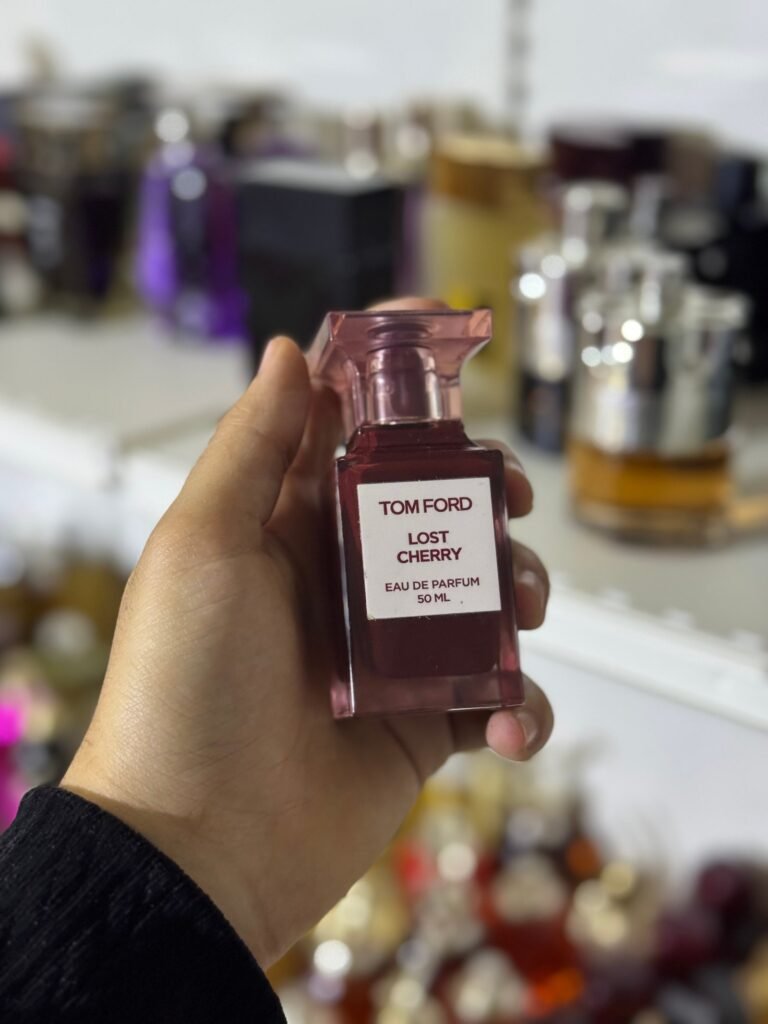 TOM FORD
LOST
CHERRY
EAU DE PARFUM
50 ML